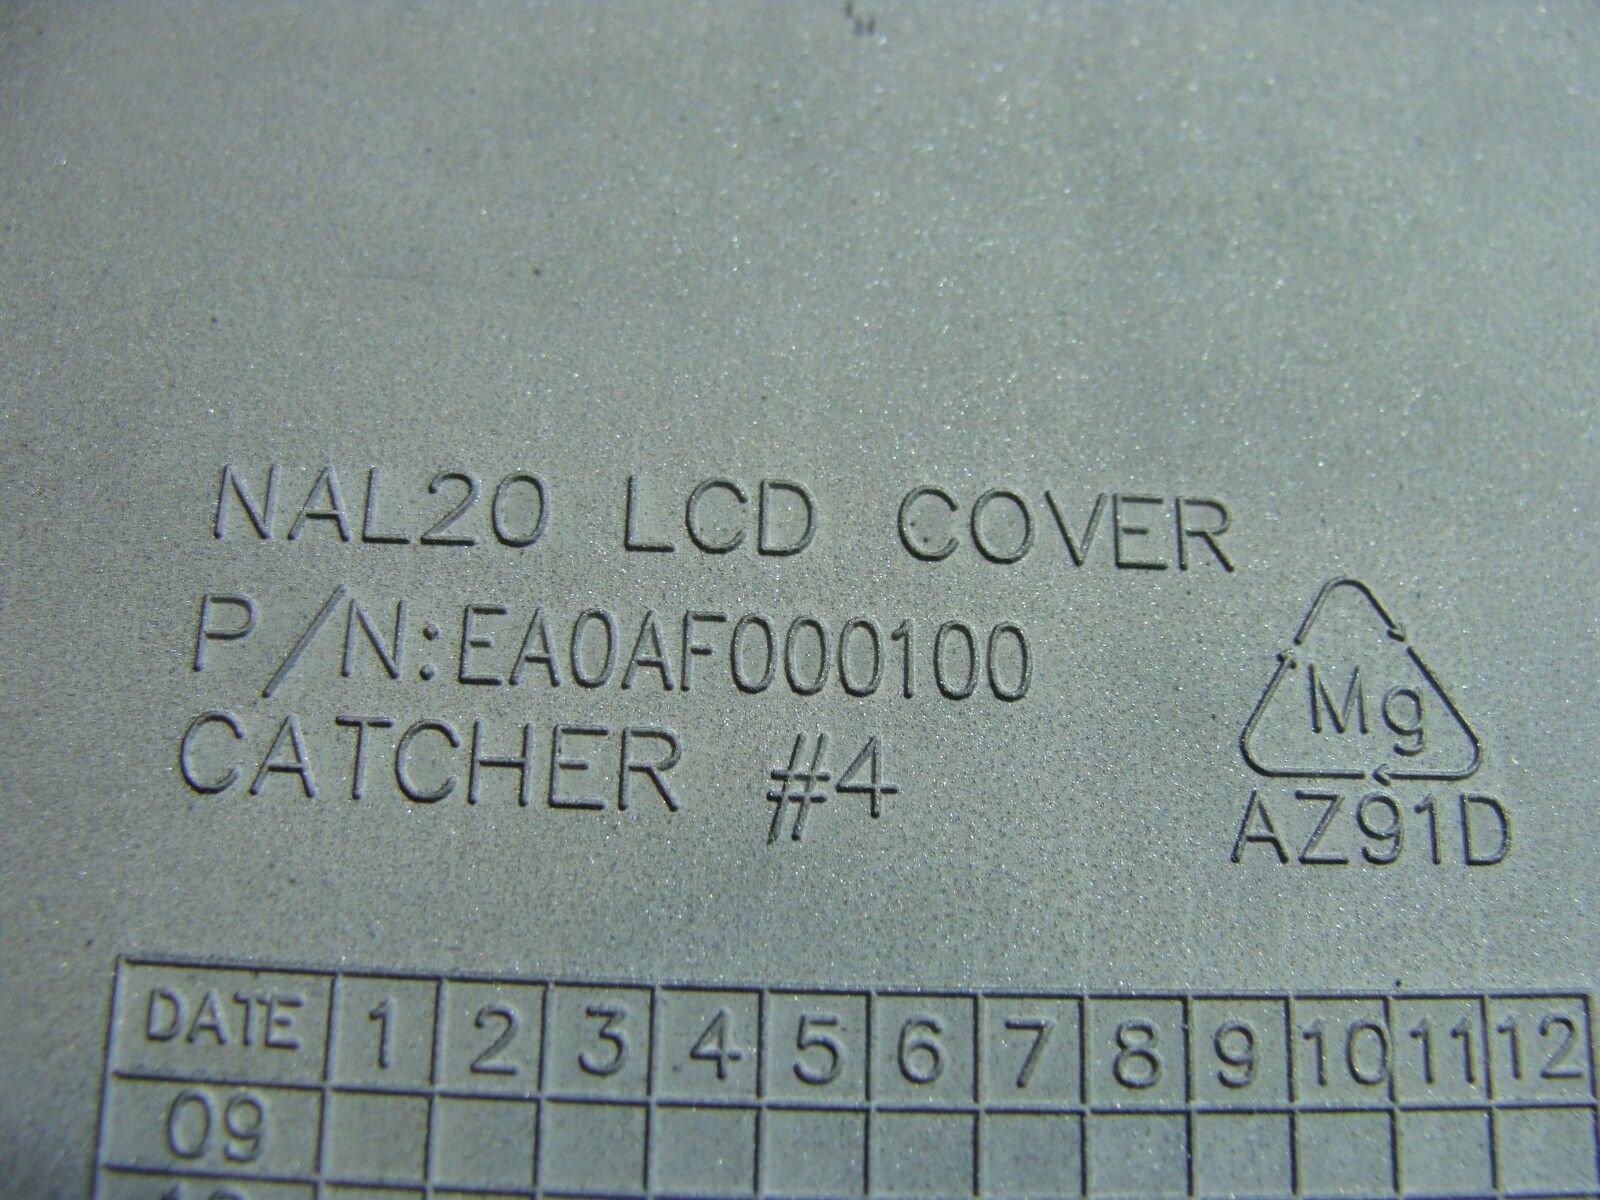 NAL20 LCD COVER
P/N:EA0AF000100
CATCHER #4
Mg
AZ91D
DATE 1 2 3 4 5 6 7 8 9 10 11 12
09